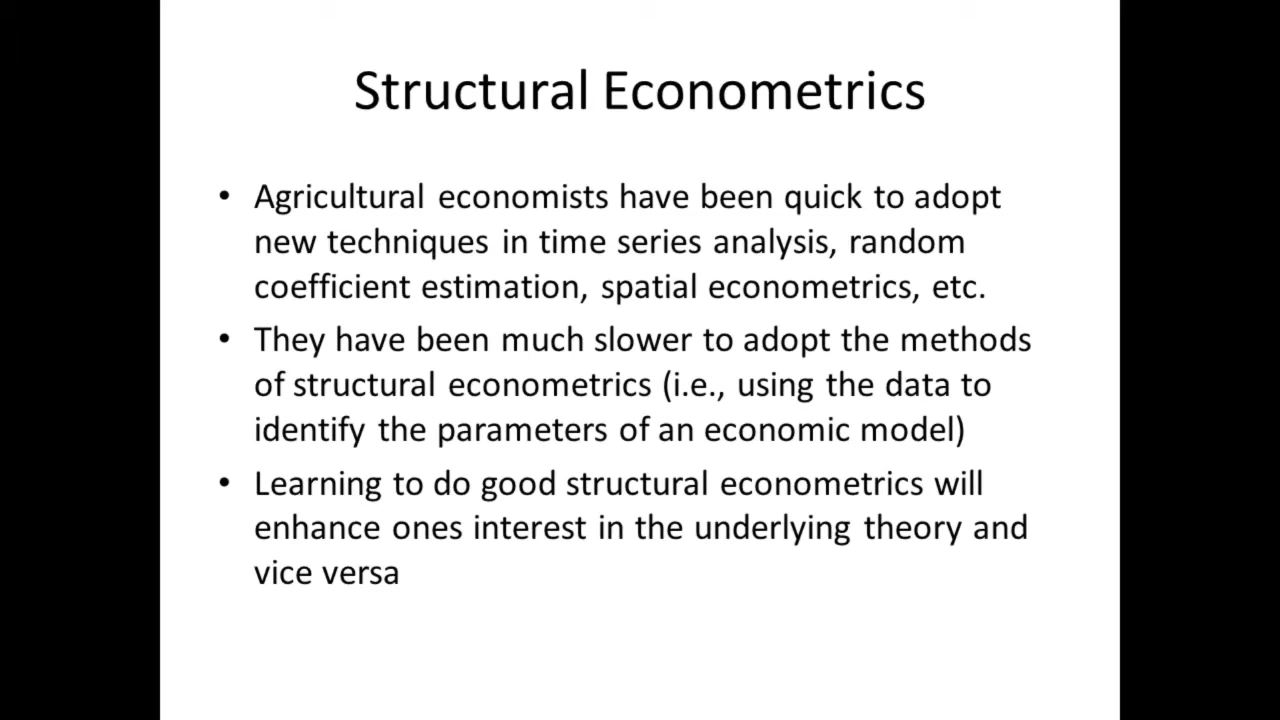 Structural Econometrics
• Agricultural economists have been quick to adopt
new techniques in time series analysis, random
coefficient estimation, spatial econometrics, etc.
• They have been much slower to adopt the methods
of structural econometrics (i.e., using the data to
identify the parameters of an economic model)
• Learning to do good structural econometrics will
enhance ones interest in the underlying theory and
vice versa